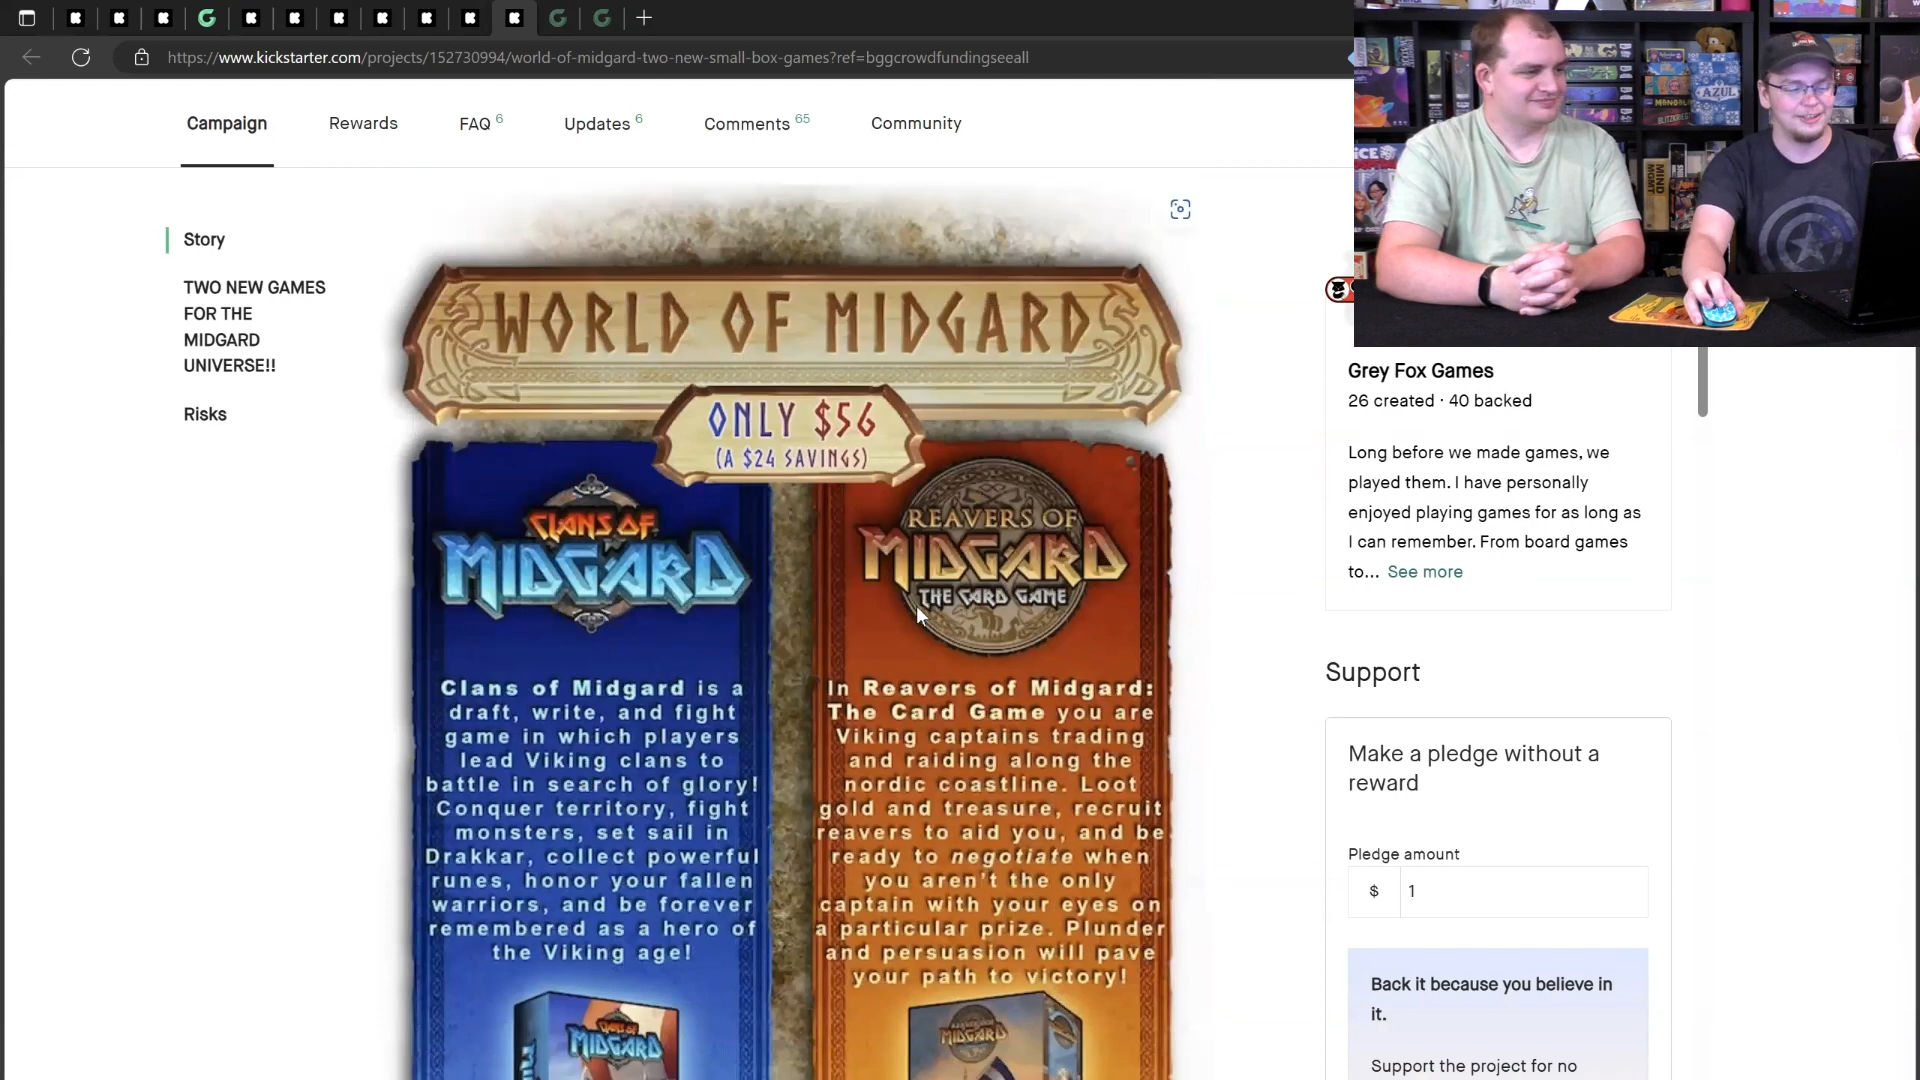 https://www.kickstarter.com/projects/152730994/world-of-midgard-two-new-small-box-games?ref=bggcrowdfundingseeall
Campaign
Rewards
FAQ 6
Updates 6
Comments 65
Community
Story
TWO NEW GAMES
FOR THE
MIDGARD
UNIVERSE!!
Risks
WORLD OF MIDGARD
ONLY $56
(A $24 SAVINGS)
CLANS OF
MIDGARD
Clans of Midgard is a
draft, write, and fight
game in which players
lead Viking clans to
battle in search of glory!
Conquer territory, fight
monsters, set sail in
Drakkar, collect powerful
runes, honor your fallen
warriors, and be forever
remembered as a hero of
the Viking age!
CLANS OF
MIDGARD
REAVERS OF
MIDGARD
THE CARD GAME
In Reavers of Midgard:
The Card Game you are
Viking captains trading
and raiding along the
nordic coastline. Loot
gold and treasure, recruit
reavers to aid you, and be
ready to negotiate when
you aren't the only
captain with your eyes on
a particular prize. Plunder
and persuasion will pave
your path to victory!
MIDGARD
AZUL
MIND
MGMT
Grey Fox Games
26 created · 40 backed
Long before we made games, we
played them. I have personally
enjoyed playing games for as long as
I can remember. From board games
to... See more
Support
Make a pledge without a
reward
Pledge amount
$ 1
Back it because you believe in
it.
Support the project for no